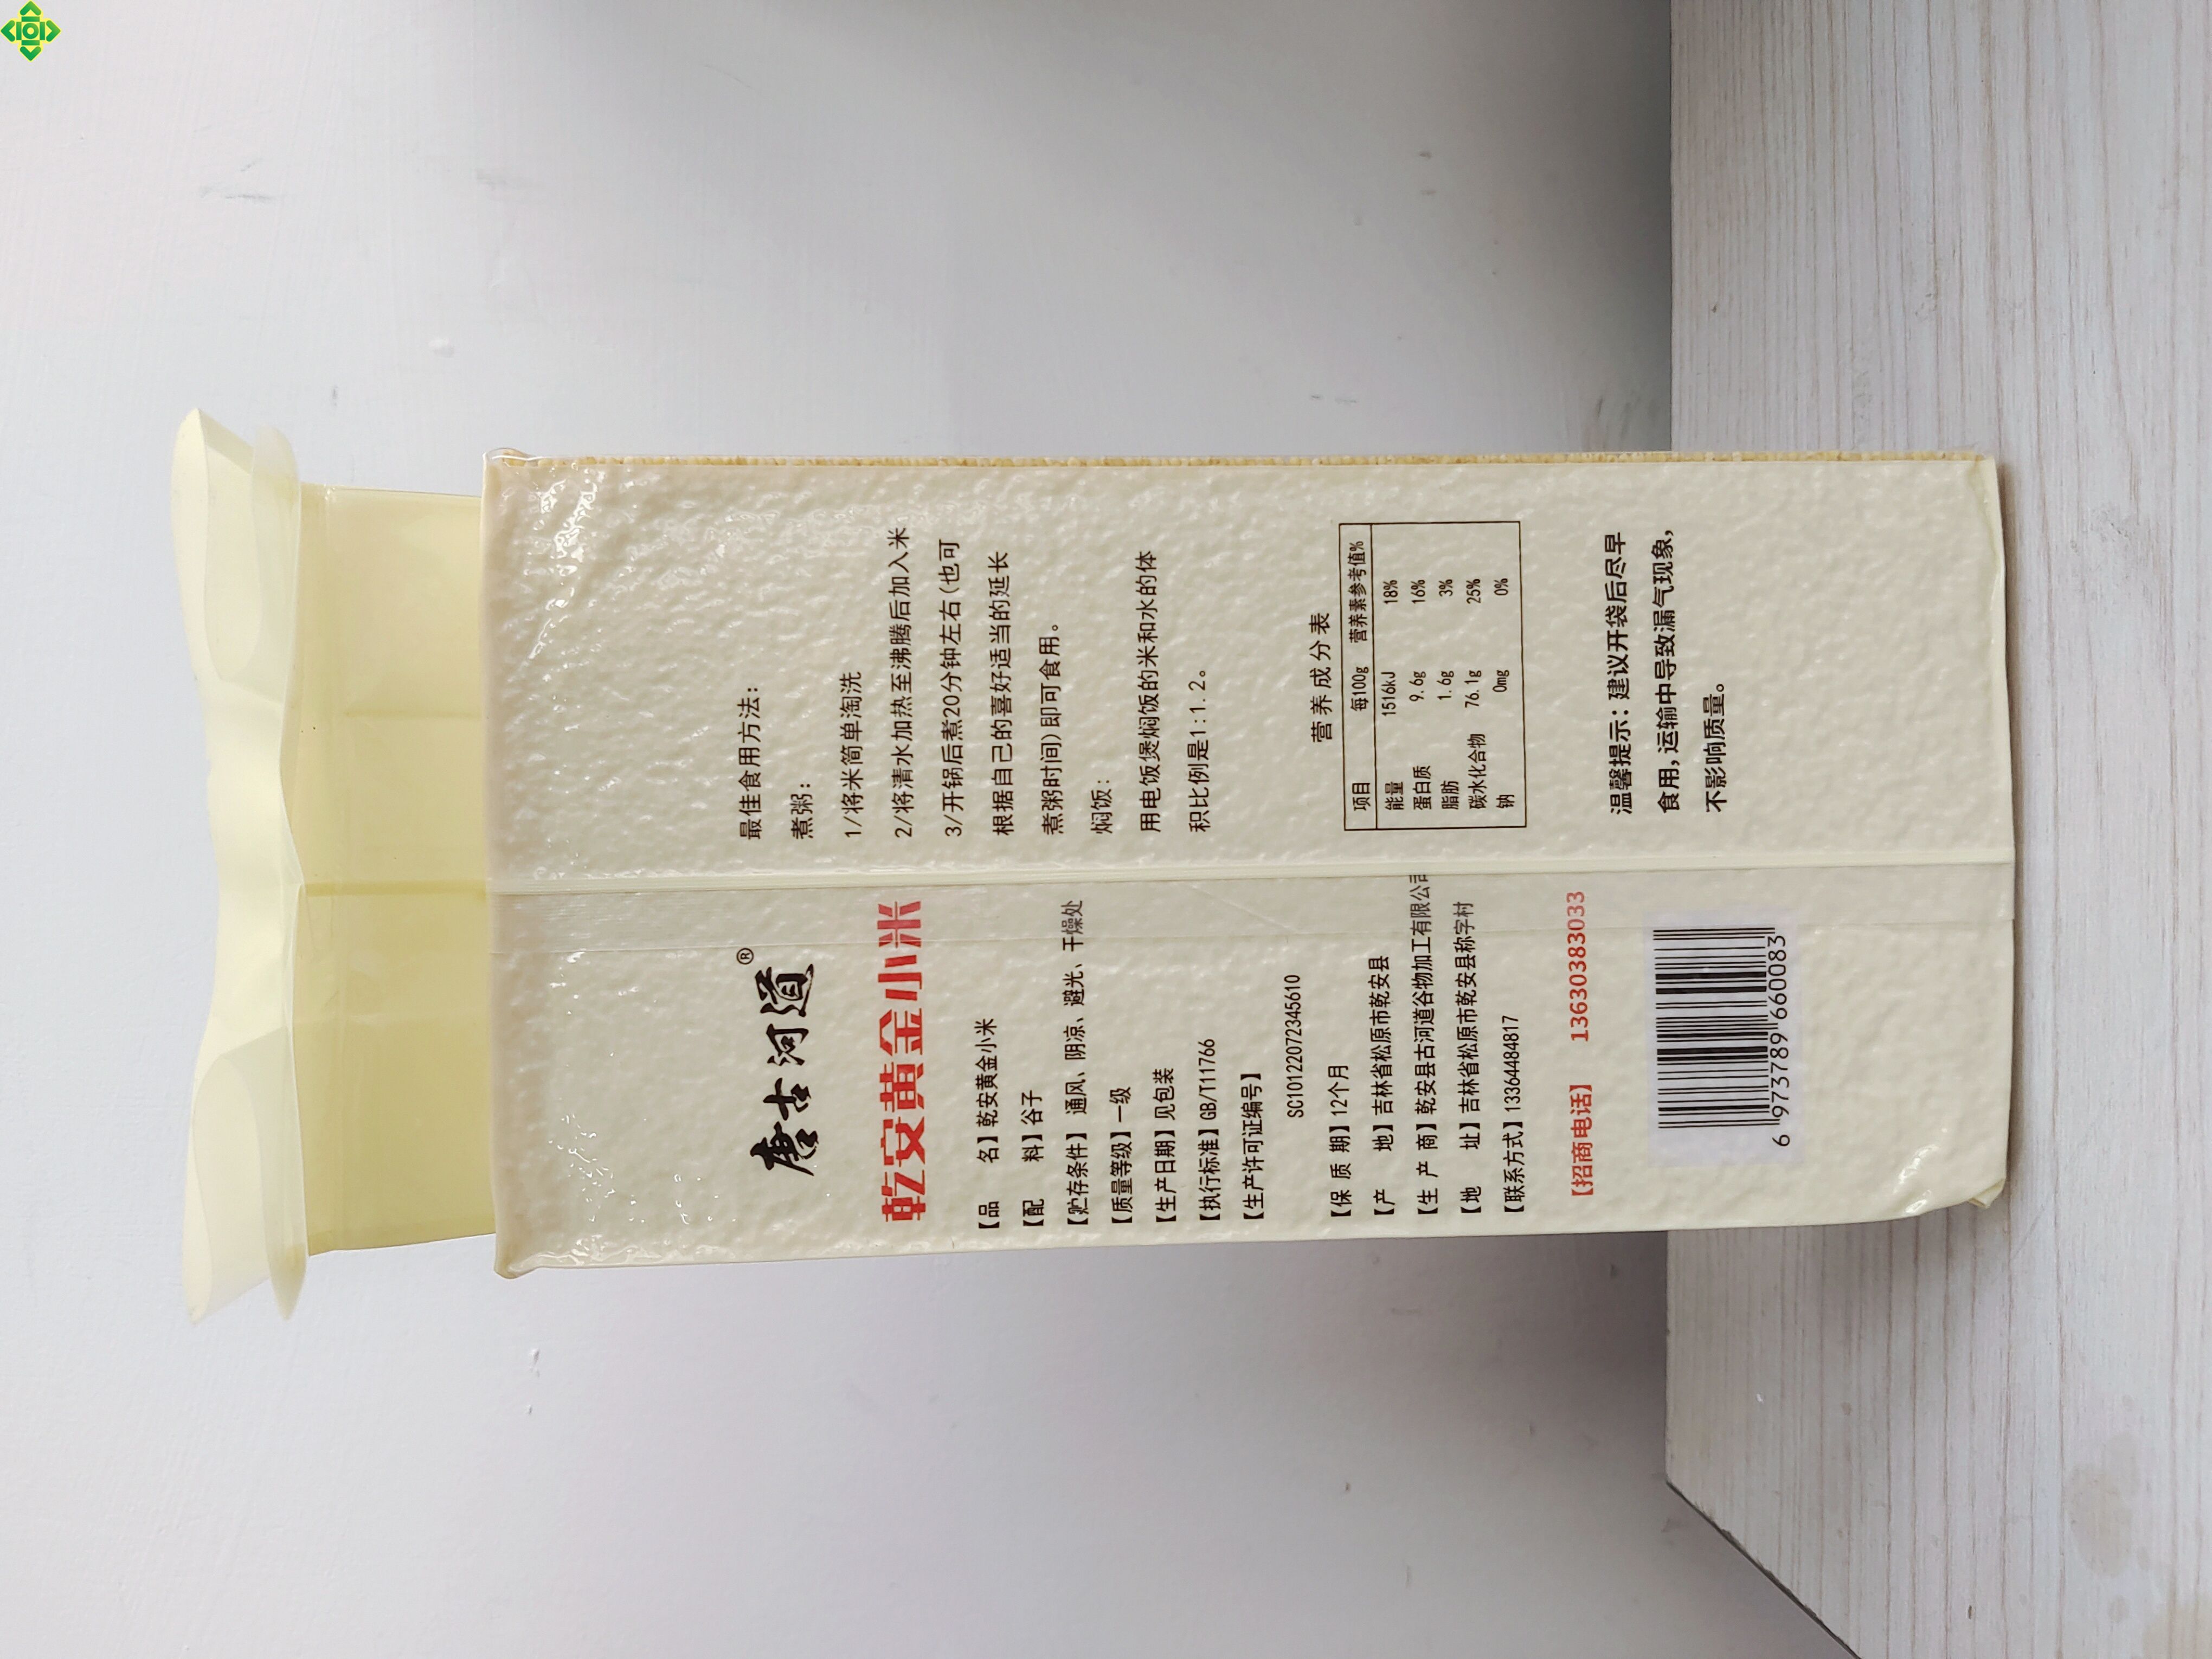 唐古河道®
乾安黄金小米
【品 名】乾安黄金小米
【配 料】谷子
【贮存条件】通风、阴凉、避光、干燥处
【质量等级】一级
【生产日期】见包装
【执行标准】GB/T11766
【生产许可证编号】
SC10122072345610
【保 质 期】12个月
【产 地】吉林省松原市乾安县
【生 产 商】乾安县古河道谷物加工有限公司
【地 址】吉林省松原市乾安县称字村
【联系方式】13364484817
【招商电话】 13630383033
6 973789 660083
最佳食用方法：
煮粥：
1/将米简单淘洗
2/将清水加热至沸腾后加入米
3/开锅后煮20分钟左右(也可
根据自己的喜好适当的延长
煮粥时间)即可食用。
焖饭：
用电饭煲焖饭的米和水的体
积比例是1:1.2。
营养成分表
项目 每100g 营养素参考值%
能量 1516kJ 18%
蛋白质 9.6g 16%
脂肪 1.6g 3%
碳水化合物 76.1g 25%
钠 0mg 0%
温馨提示：建议开袋后尽早
食用，运输中导致漏气现象，
不影响质量。